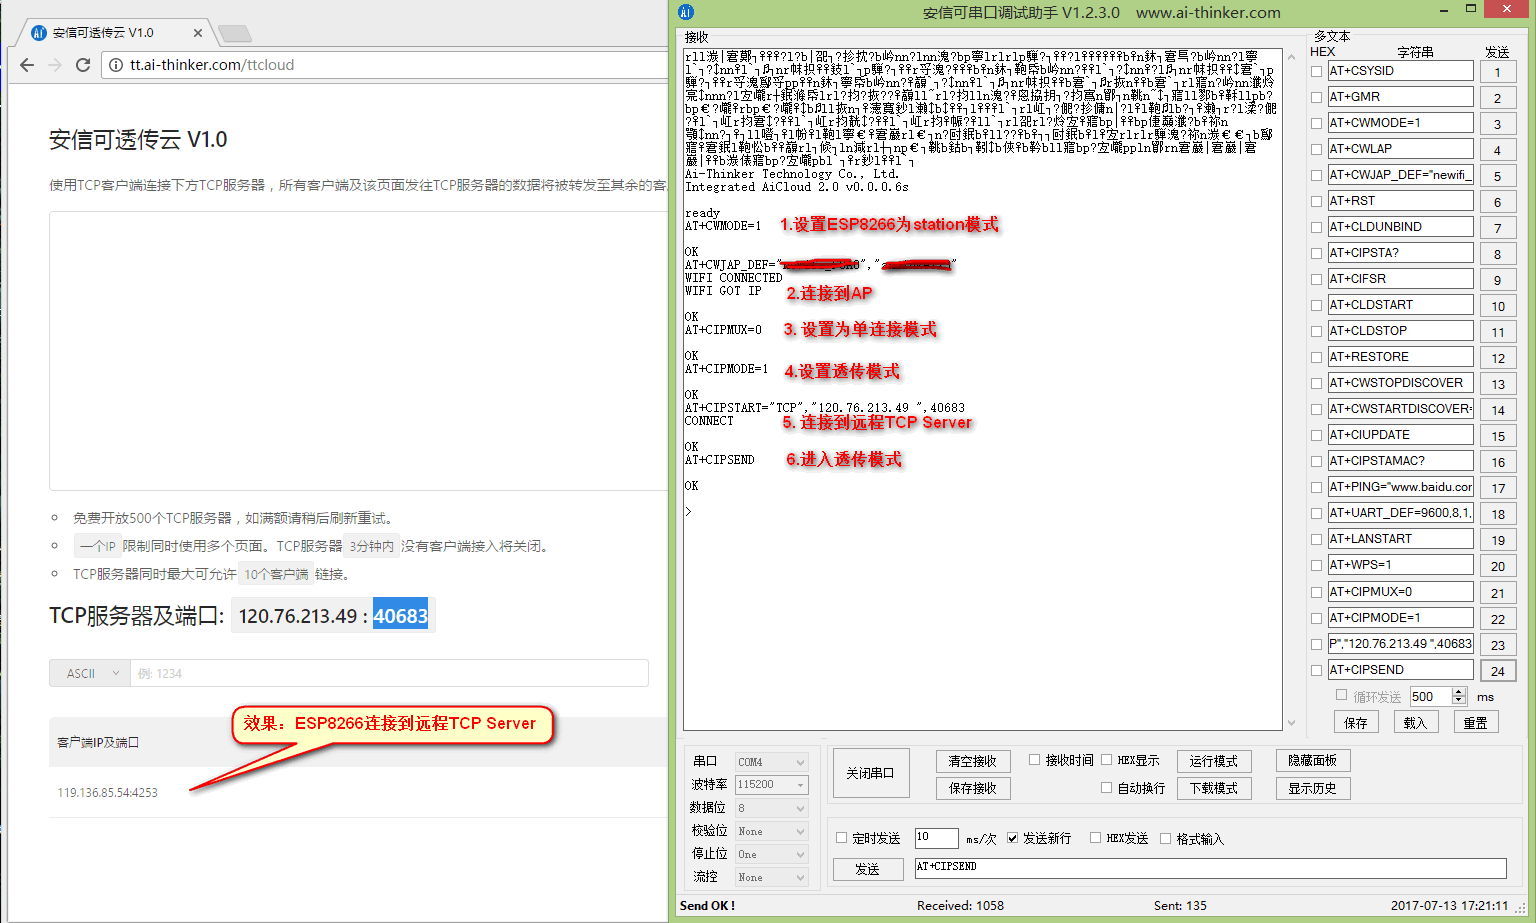 安信可透传云 V1.0
tt.ai-thinker.com/ttcloud
安信可透传云 V1.0
使用TCP客户端连接下方TCP服务器，所有客户端及该页面发往TCP服务器的数据将被转发至其余的客
免费开放500个TCP服务器，如满额请稍后刷新重试。
一个IP 限制同时使用多个页面。TCP服务器 3分钟内 没有客户端接入将关闭。
TCP服务器同时最大可允许 10个客户端 链接。
TCP服务器及端口: 120.76.213.49 : 40683
ASCII 例: 1234
效果：ESP8266连接到远程TCP Server
客户端IP及端口
119.136.85.54:4253
安信可串口调试助手 V1.2.3.0 www.ai-thinker.com
接收
Ai-Thinker Technology Co., Ltd.
Integrated AiCloud 2.0 v0.0.0.6s
ready
AT+CWMODE=1 1.设置ESP8266为station模式
OK
AT+CWJAP_DEF="
WIFI CONNECTED
WIFI GOT IP 2.连接到AP
OK
AT+CIPMUX=0 3. 设置为单连接模式
OK
AT+CIPMODE=1 4.设置透传模式
OK
AT+CIPSTART="TCP","120.76.213.49 ",40683
CONNECT 5. 连接到远程TCP Server
OK
AT+CIPSEND 6.进入透传模式
OK
>
多文本
HEX 字符串 发送
AT+CSYSID 1
AT+GMR 2
AT+CWMODE=1 3
AT+CWLAP 4
AT+CWJAP_DEF="newifi_ 5
AT+RST 6
AT+CLDUNBIND 7
AT+CIPSTA? 8
AT+CIFSR 9
AT+CLDSTART 10
AT+CLDSTOP 11
AT+RESTORE 12
AT+CWSTOPDISCOVER 13
AT+CWSTARTDISCOVER= 14
AT+CIUPDATE 15
AT+CIPSTAMAC? 16
AT+PING="www.baidu.cor 17
AT+UART_DEF=9600,8,1, 18
AT+LANSTART 19
AT+WPS=1 20
AT+CIPMUX=0 21
AT+CIPMODE=1 22
P","120.76.213.49 ",40683 23
AT+CIPSEND 24
循环发送 500 ms
保存 载入 重置
串口 COM4
波特率 115200
数据位 8
校验位 None
停止位 One
流控 None
关闭串口
清空接收 接收时间 HEX显示 运行模式 隐藏面板
保存接收 自动换行 下载模式 显示历史
定时发送 10 ms/次 发送新行 HEX发送 格式输入
发送 AT+CIPSEND
Send OK ! Received: 1058 Sent: 135 2017-07-13 17:21:11